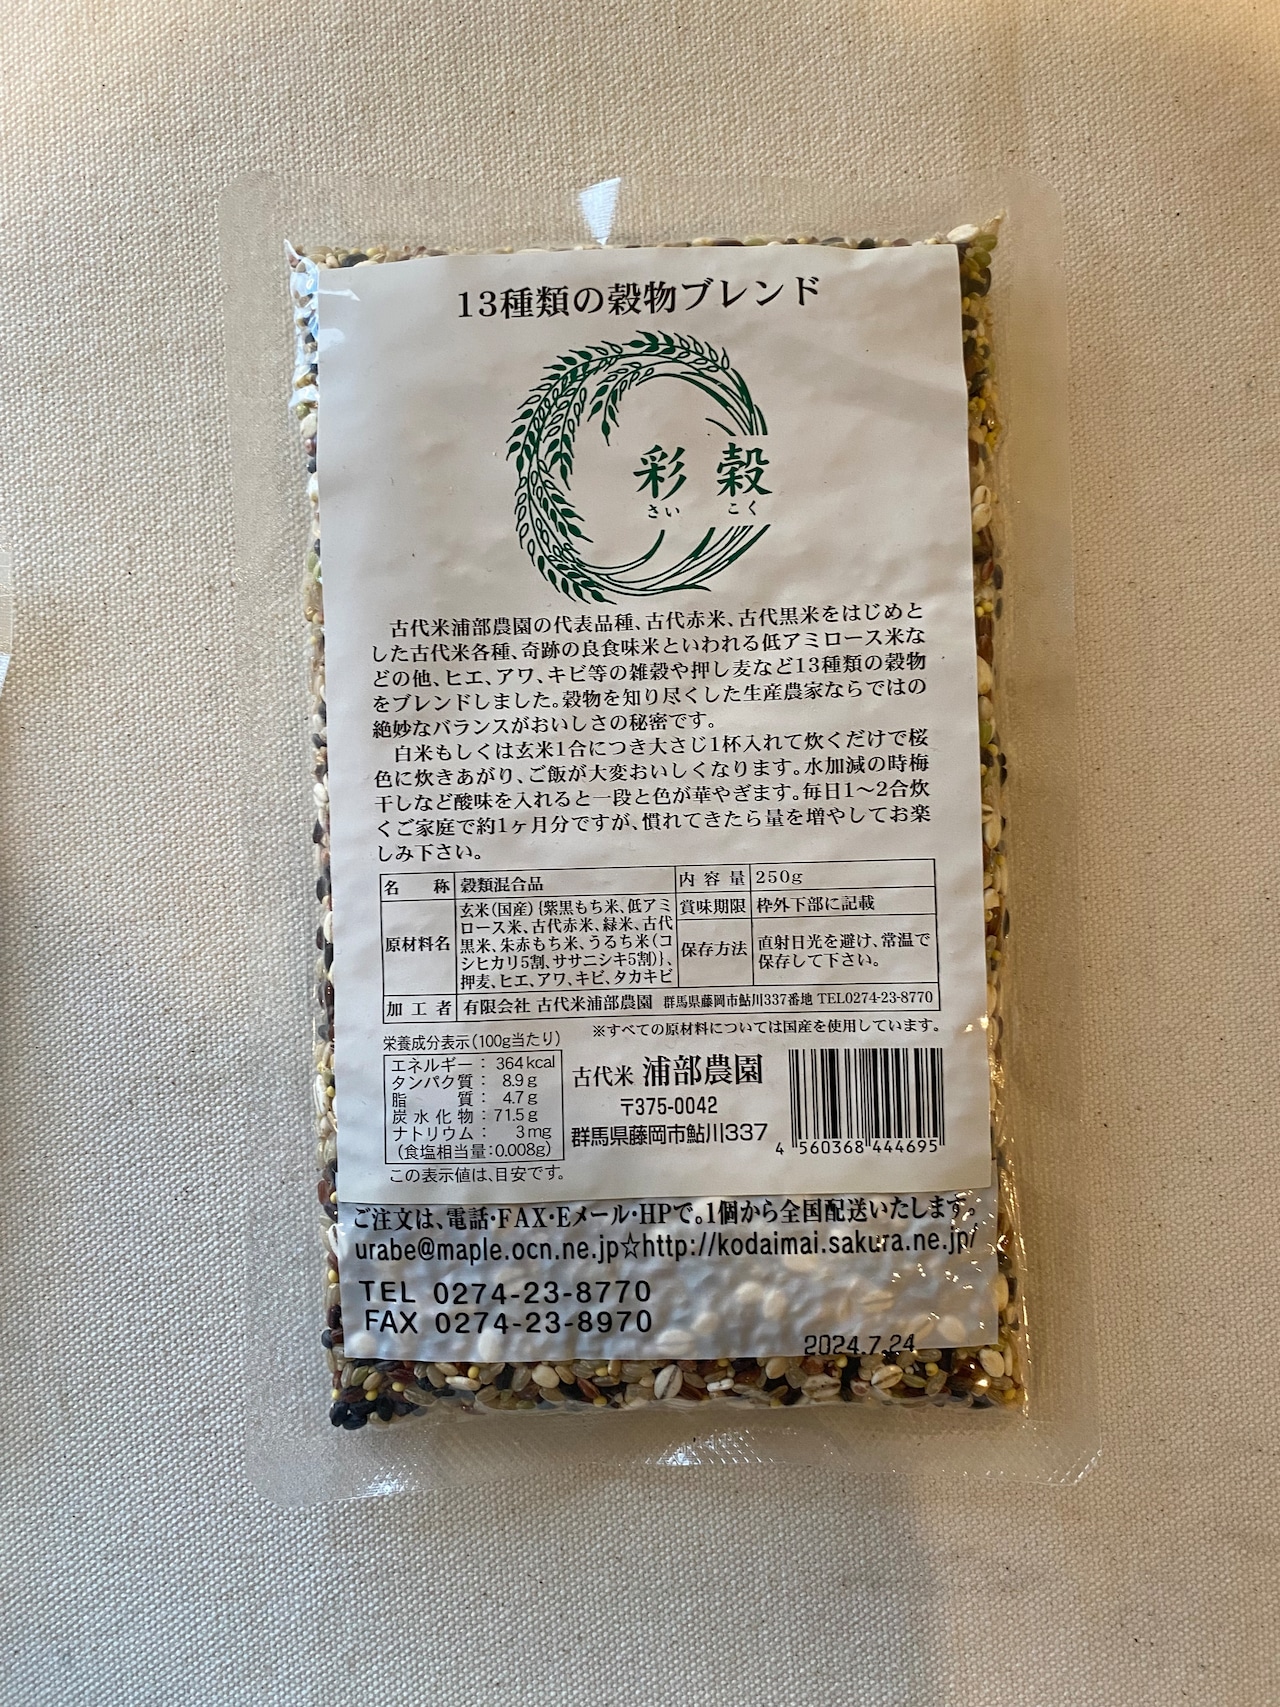 13種類の穀物ブレンド
彩穀
さい こく
古代米浦部農園の代表品種、古代赤米、古代黒米をはじめと
した古代米各種、奇跡の良食味米といわれる低アミロース米な
どの他、ヒエ、アワ、キビ等の雑穀や押し麦など13種類の穀物
をブレンドしました。穀物を知り尽くした生産農家ならではの
絶妙なバランスがおいしさの秘密です。
白米もしくは玄米1合につき大さじ1杯入れて炊くだけで桜
色に炊きあがり、ご飯が大変おいしくなります。水加減の時梅
干しなど酸味を入れると一段と色が華やぎます。毎日1〜2合炊
くご家庭で約1ヶ月分ですが、慣れてきたら量を増やしてお楽
しみ下さい。
名称 穀類混合品 内容量 250g
原材料名 玄米(国産){紫黒もち米、低アミ
ロース米、古代赤米、緑米、古代
黒米、朱赤もち米、うるち米(コ
シヒカリ5割、ササニシキ5割)}、
押麦、ヒエ、アワ、キビ、タカキビ
賞味期限 枠外下部に記載
保存方法 直射日光を避け、常温で
保存して下さい。
加工者 有限会社 古代米浦部農園 群馬県藤岡市鮎川337番地 TEL0274-23-8770
※すべての原材料については国産を使用しています。
栄養成分表示(100g当たり)
エネルギー：364kcal
タンパク質：8.9g
脂質：4.7g
炭水化物：71.5g
ナトリウム：3mg
(食塩相当量：0.008g)
この表示値は、目安です。
古代米 浦部農園
〒375-0042
群馬県藤岡市鮎川337
4 560368 444695
ご注文は、電話・FAX・Eメール・HPで。1個から全国配送いたします。
urabe@maple.ocn.ne.jp☆http://kodaimai.sakura.ne.jp/
TEL 0274-23-8770
FAX 0274-23-8970
2024.7.24